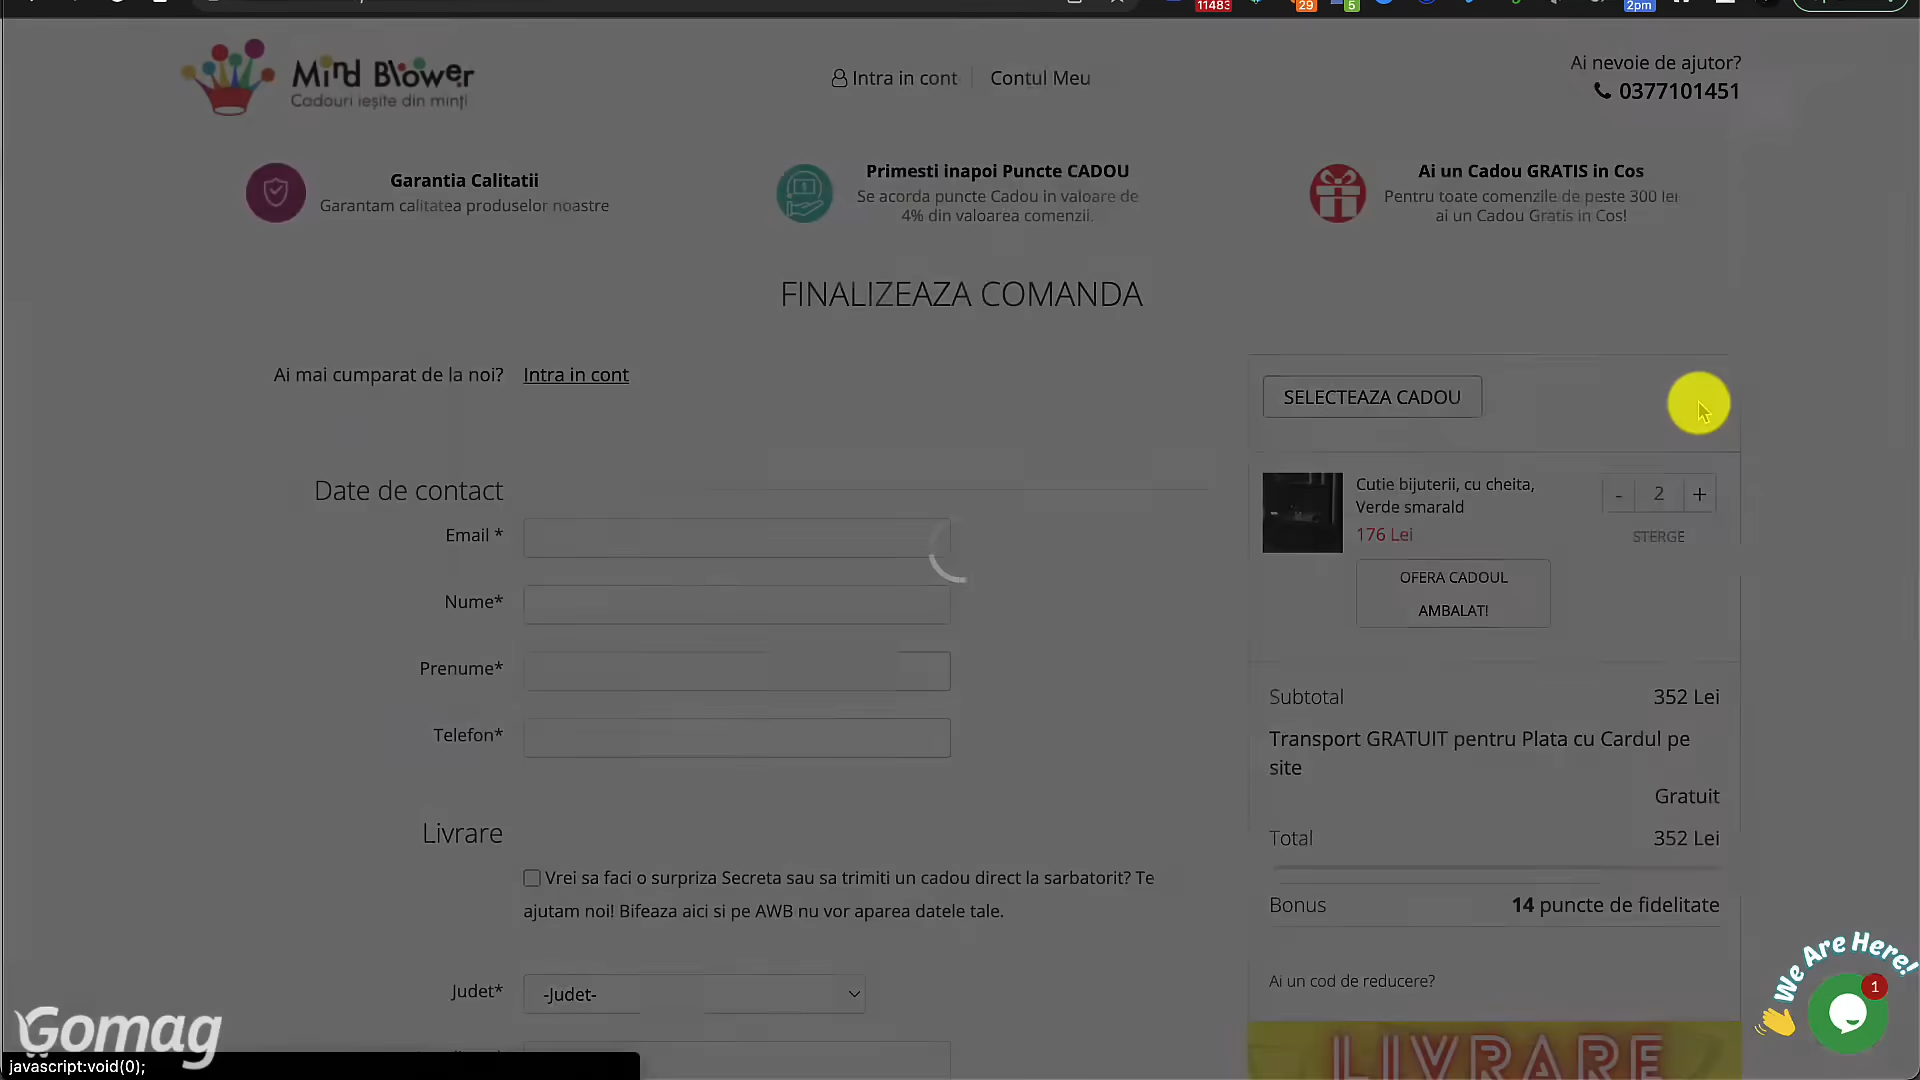 11483
29
5
2pm
Mind Blower
Cadouri ieșite din minți
Intra in cont
Contul Meu
Ai nevoie de ajutor?
0377101451
Garantia Calitatii
Garantam calitatea produselor noastre
Primesti inapoi Puncte CADOU
Se acorda puncte Cadou in valoare de
4% din valoarea comenzii.
Ai un Cadou GRATIS in Cos
Pentru toate comenzile de peste 300 lei
ai un Cadou Gratis in Cos!
FINALIZEAZA COMANDA
Ai mai cumparat de la noi? Intra in cont
SELECTEAZA CADOU
Date de contact
Email *
Nume*
Prenume*
Telefon*
Cutie bijuterii, cu cheita,
Verde smarald
176 Lei
- 2 +
STERGE
OFERA CADOUL
AMBALAT!
Subtotal 352 Lei
Transport GRATUIT pentru Plata cu Cardul pe
site
Gratuit
Total 352 Lei
Bonus 14 puncte de fidelitate
Ai un cod de reducere?
LIVRARE
Livrare
Vrei sa faci o surpriza Secreta sau sa trimiti un cadou direct la sarbatorit? Te
ajutam noi! Bifeaza aici si pe AWB nu vor aparea datele tale.
Judet* -Judet-
We Are Here!
1
Gomag
javascript:void(0);